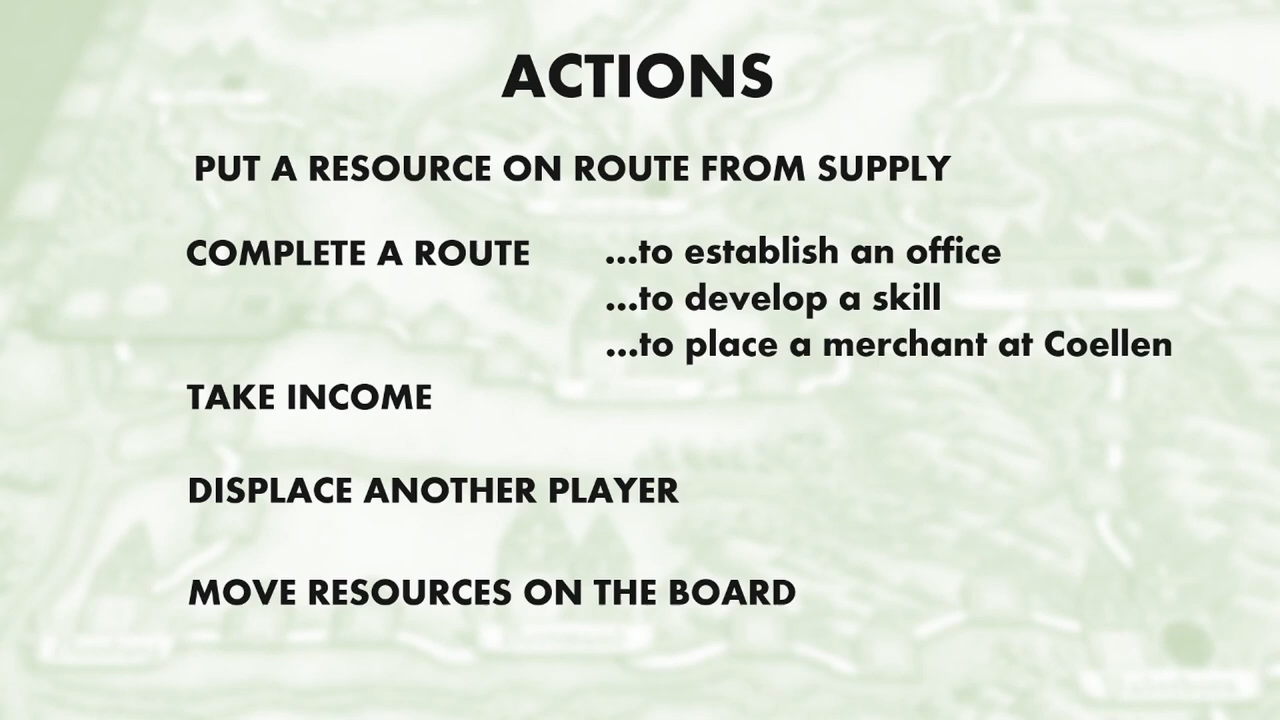 ACTIONS
PUT A RESOURCE ON ROUTE FROM SUPPLY
COMPLETE A ROUTE ...to establish an office
...to develop a skill
...to place a merchant at Coellen
TAKE INCOME
DISPLACE ANOTHER PLAYER
MOVE RESOURCES ON THE BOARD